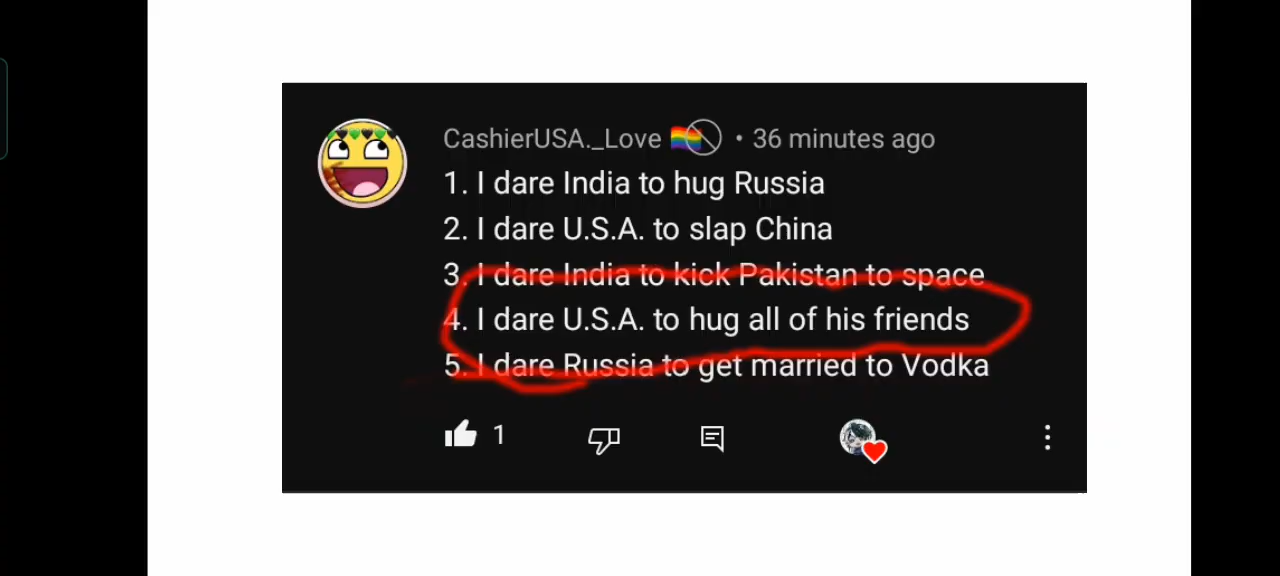 CashierUSA._Love 🏳️‍🌈⃠ • 36 minutes ago
1. I dare India to hug Russia
2. I dare U.S.A. to slap China
3. I dare India to kick Pakistan to space
4. I dare U.S.A. to hug all of his friends
5. I dare Russia to get married to Vodka
1